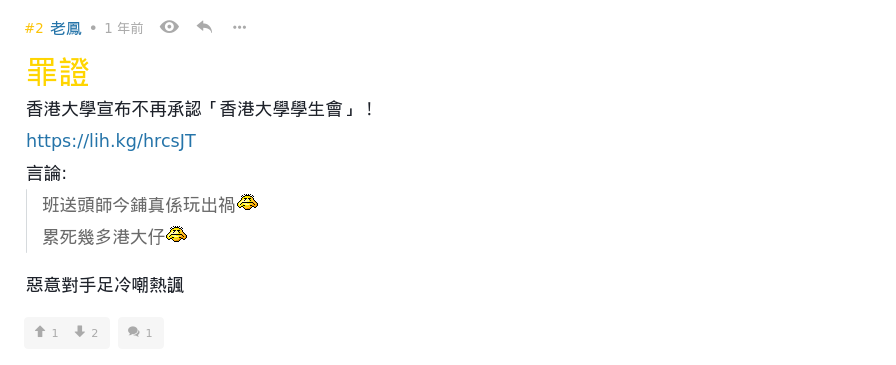 #2 老鳳 • 1 年前
罪證
香港大學宣布不再承認「香港大學學生會」！
https://lih.kg/hrcsJT
言論:
班送頭師今鋪真係玩出禍
累死幾多港大仔
惡意對手足冷嘲熱諷
1 2 1